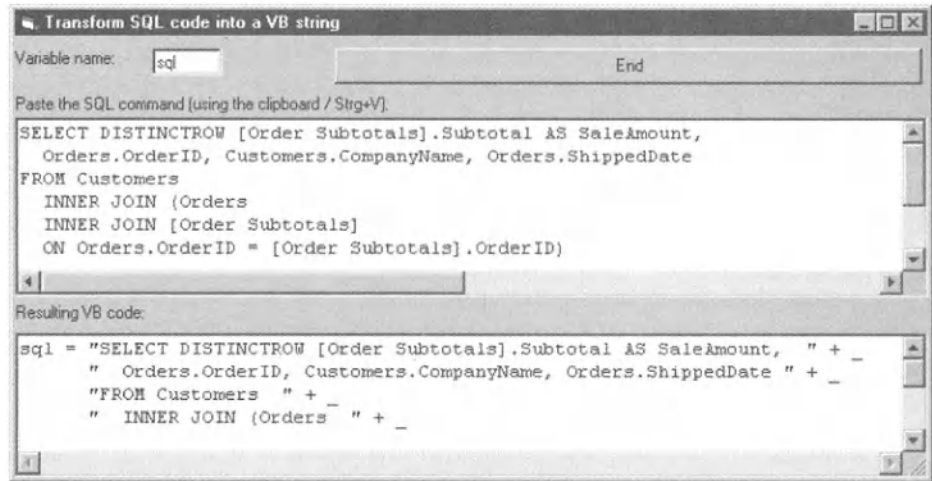 Transform SQL code into a VB string
Variable name: sql End
Paste the SQL command (using the clipboard / Strg+V).
SELECT DISTINCTROW [Order Subtotals].Subtotal AS SaleAmount,
  Orders.OrderID, Customers.CompanyName, Orders.ShippedDate
FROM Customers
  INNER JOIN (Orders
  INNER JOIN [Order Subtotals]
  ON Orders.OrderID = [Order Subtotals].OrderID)
Resulting VB code:
sql = "SELECT DISTINCTROW [Order Subtotals].Subtotal AS SaleAmount,  " + _
      "  Orders.OrderID, Customers.CompanyName, Orders.ShippedDate " + _
      "FROM Customers  " + _
      "  INNER JOIN (Orders  " + _